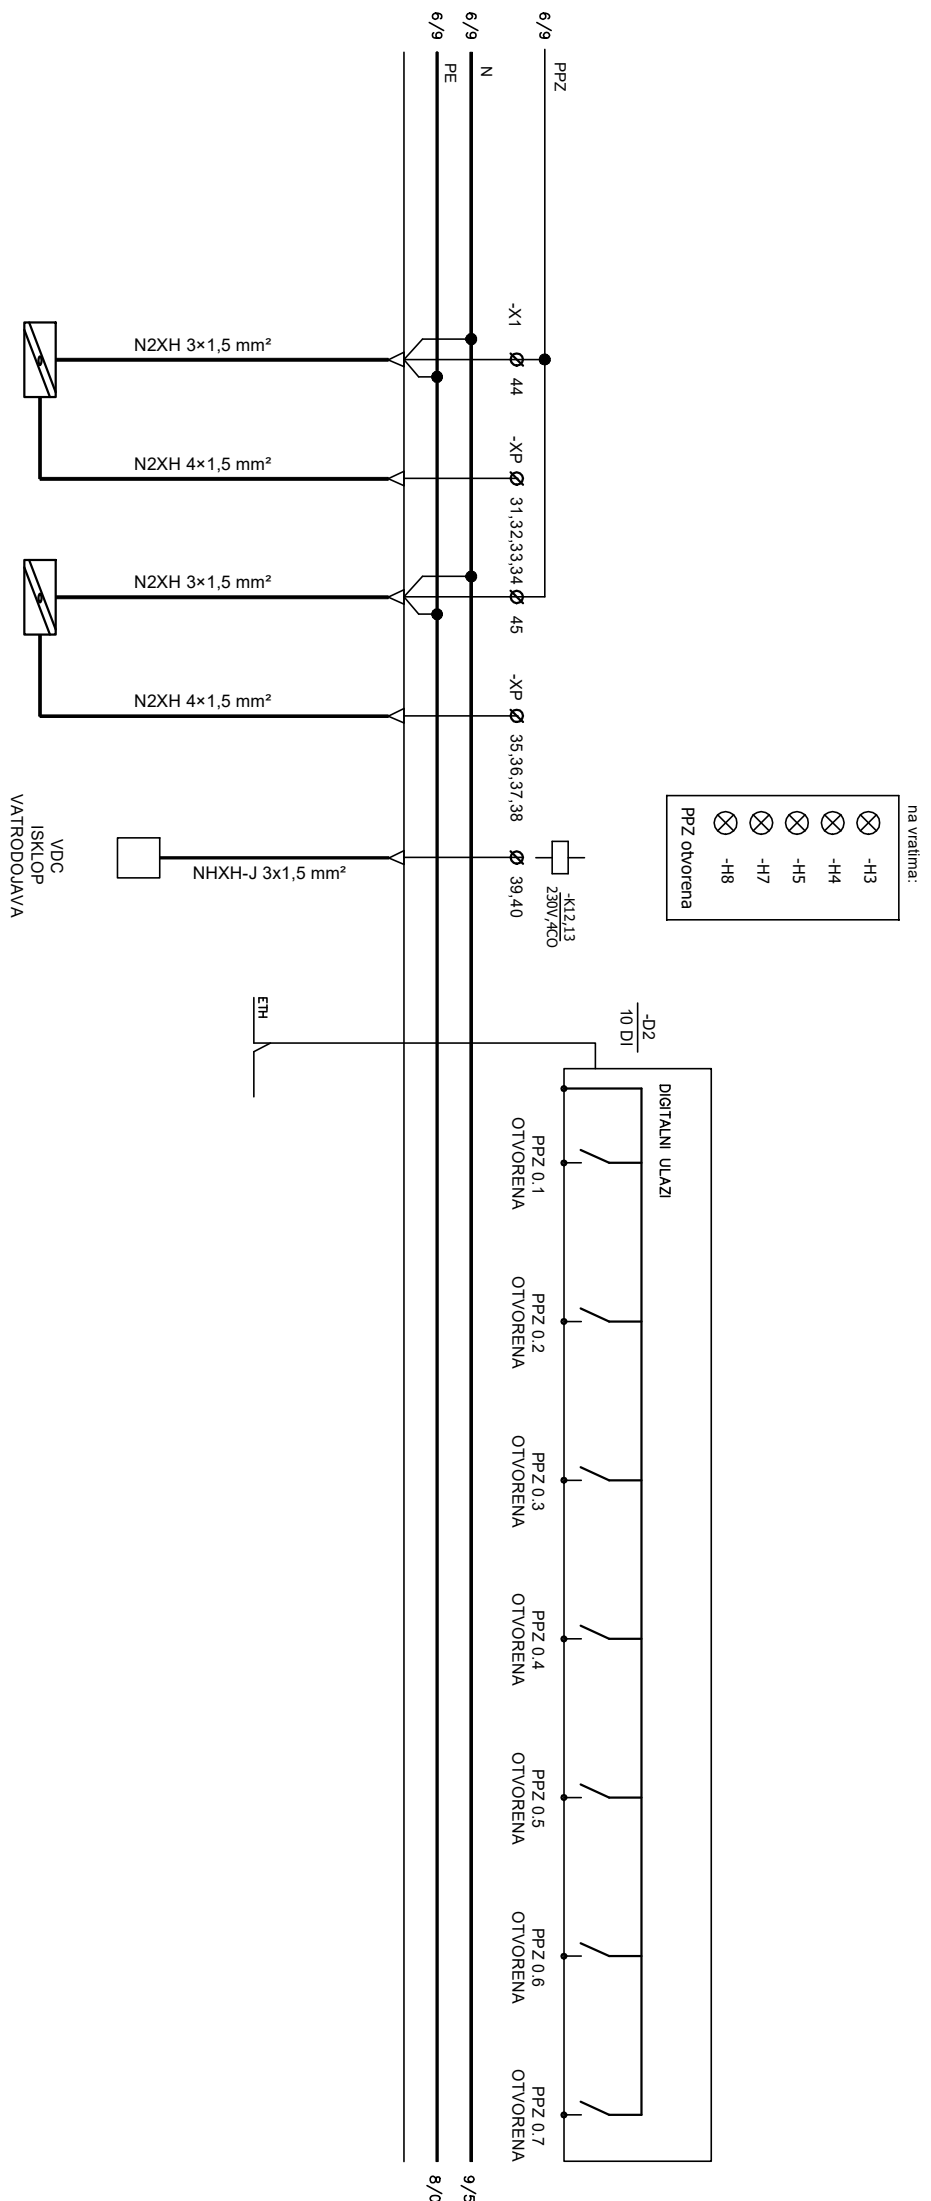 6/9
PPZ
6/9
N
6/9
PE
-X1
44
-XP
31,32,33,34
45
-XP
35,36,37,38
39,40
N2XH 3×1,5 mm²
N2XH 4×1,5 mm²
N2XH 3×1,5 mm²
N2XH 4×1,5 mm²
NHXH-J 3x1,5 mm²
VDC
ISKLOP
VATRODOJAVA
-K12,13
230V,4CO
na vratima:
-H3
-H4
-H5
-H7
-H8
PPZ otvorena
ETH
-D2
10 DI
DIGITALNI ULAZI
PPZ 0.1
OTVORENA
PPZ 0.2
OTVORENA
PPZ 0.3
OTVORENA
PPZ 0.4
OTVORENA
PPZ 0.5
OTVORENA
PPZ 0.6
OTVORENA
PPZ 0.7
OTVORENA